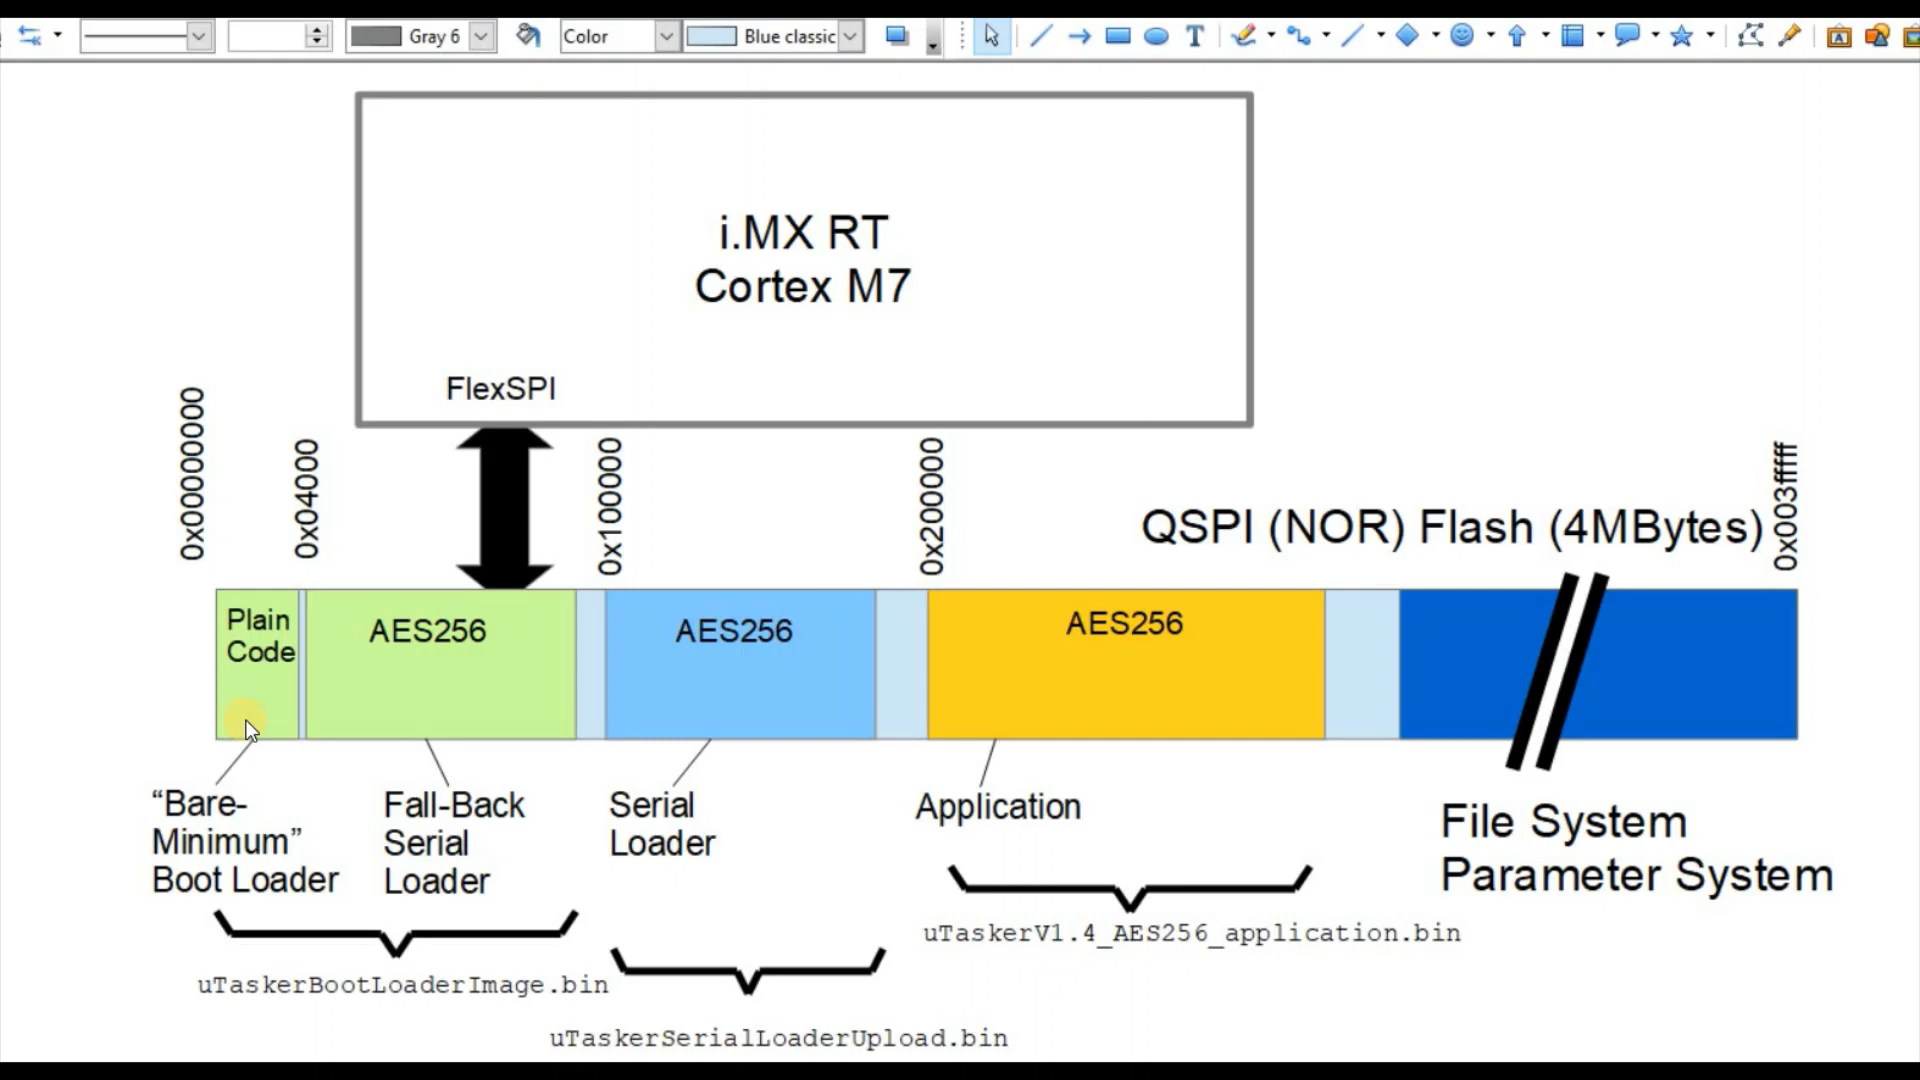 Gray 6
Color
Blue classic
i.MX RT
Cortex M7
FlexSPI
0x00000000
0x04000
0x100000
0x200000
0x003fffff
QSPI (NOR) Flash (4MBytes)
Plain
Code
AES256
AES256
AES256
“Bare-
Minimum”
Boot Loader
Fall-Back
Serial
Loader
Serial
Loader
Application
File System
Parameter System
uTaskerV1.4_AES256_application.bin
uTaskerBootLoaderImage.bin
uTaskerSerialLoaderUpload.bin